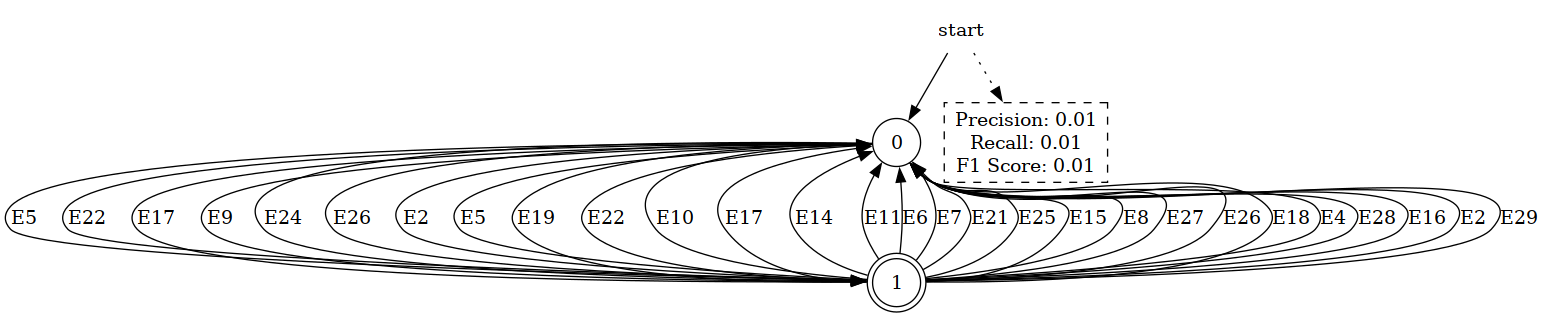 start
0
Precision: 0.01
Recall: 0.01
F1 Score: 0.01
E5 E22 E17 E9 E24 E26 E2 E5 E19 E22 E10 E17 E14 E11 E6 E7 E21 E25 E15 E8 E27 E26 E18 E4 E28 E16 E2 E29
1